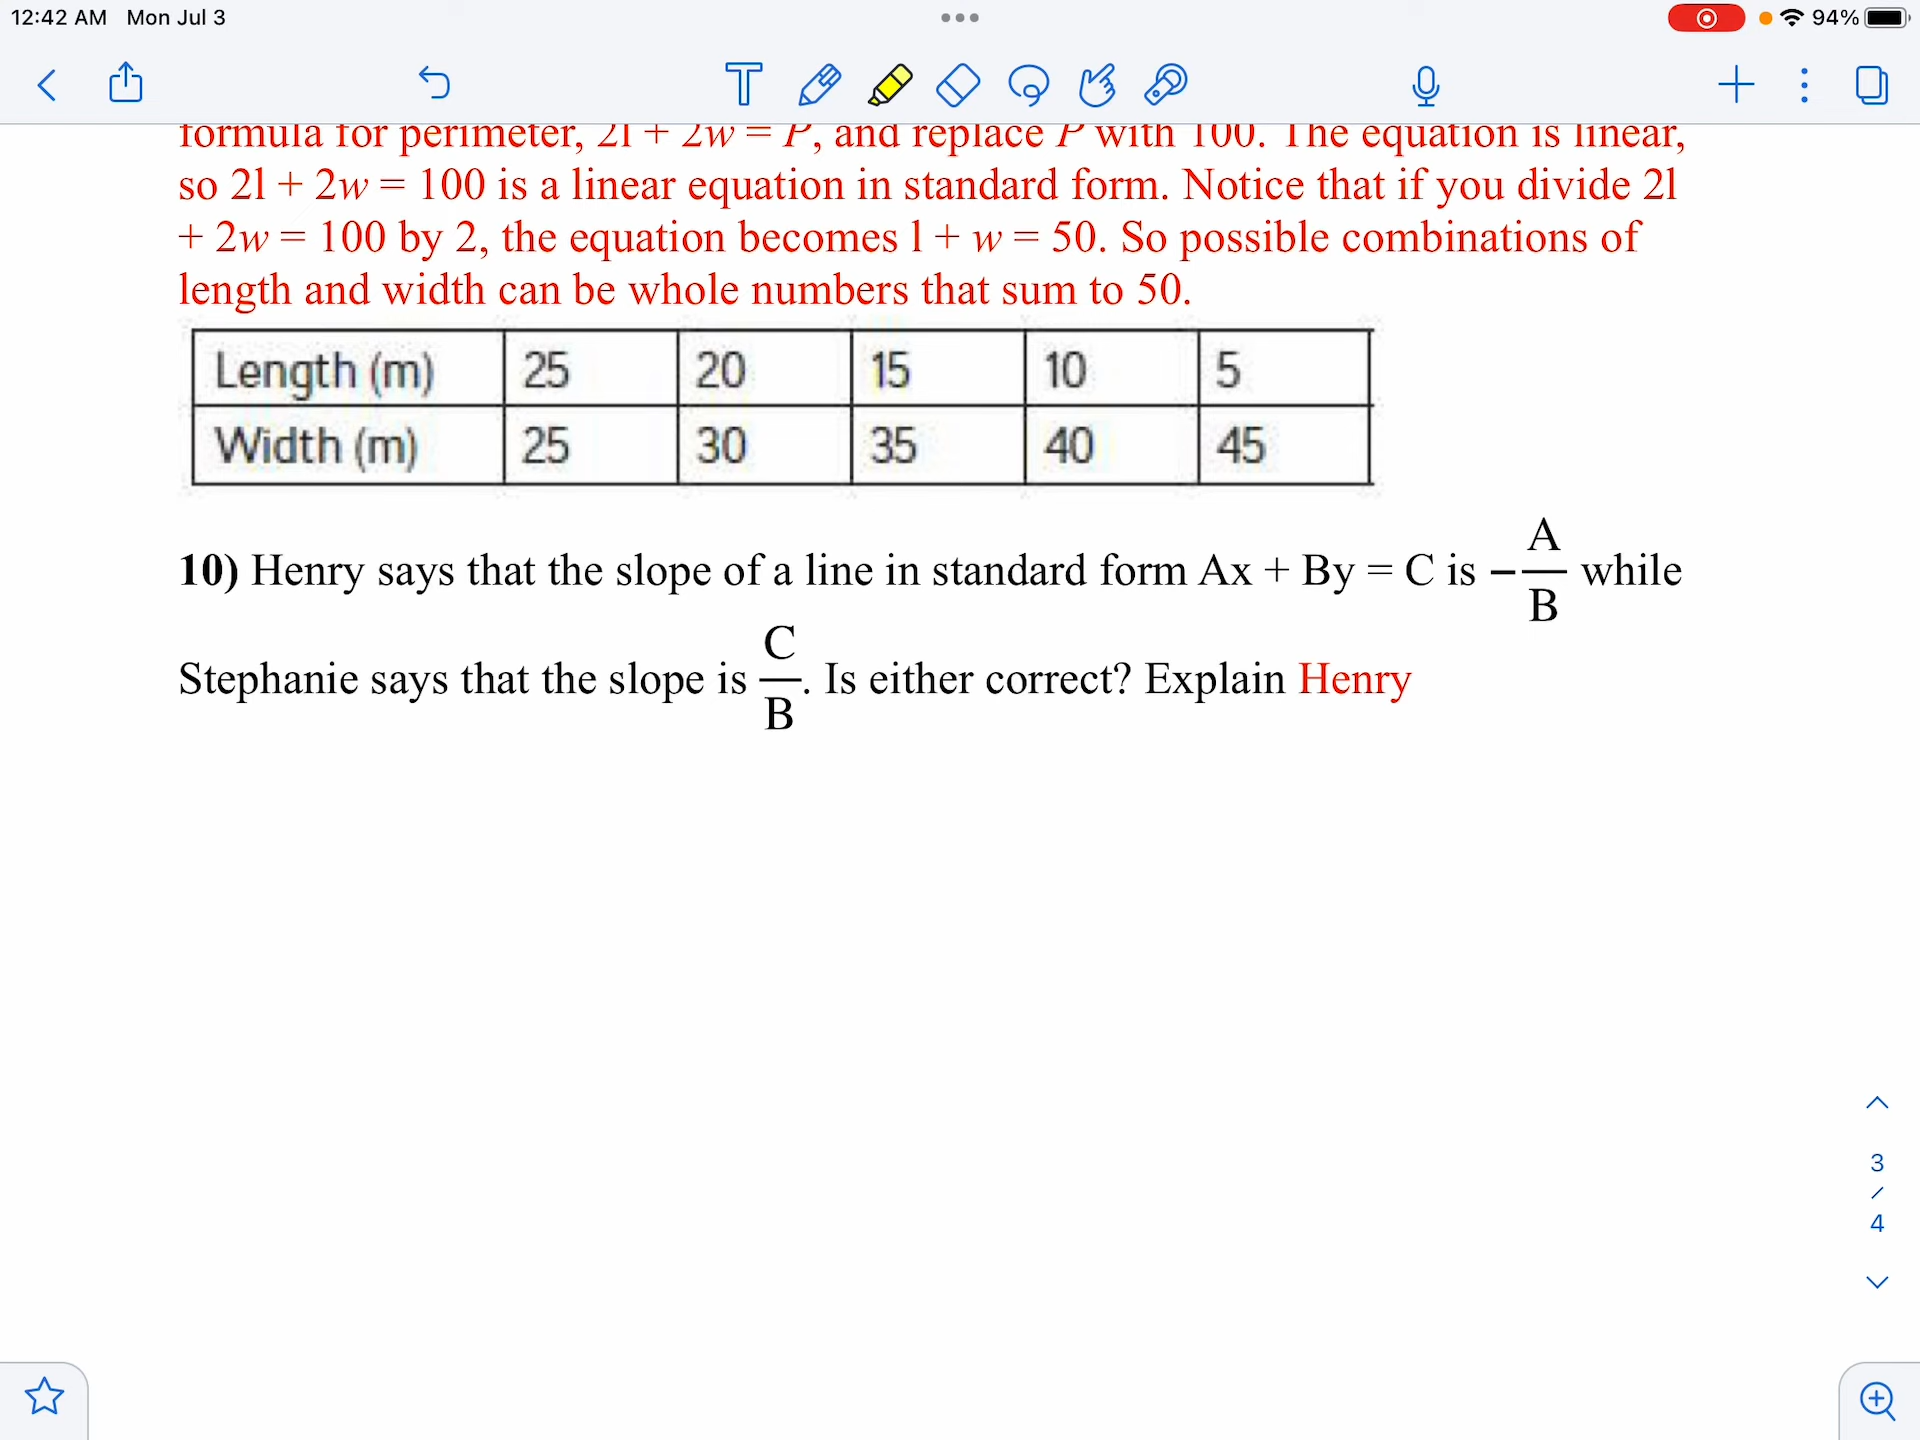 12:42 AM Mon Jul 3
94%
formula for perimeter, 2l + 2w = P, and replace P with 100. The equation is linear,
so 2l + 2w = 100 is a linear equation in standard form. Notice that if you divide 2l
+ 2w = 100 by 2, the equation becomes l + w = 50. So possible combinations of
length and width can be whole numbers that sum to 50.
Length (m) 25 20 15 10 5
Width (m) 25 30 35 40 45
10) Henry says that the slope of a line in standard form Ax + By = C is −A/B while
Stephanie says that the slope is C/B. Is either correct? Explain Henry
3
/
4